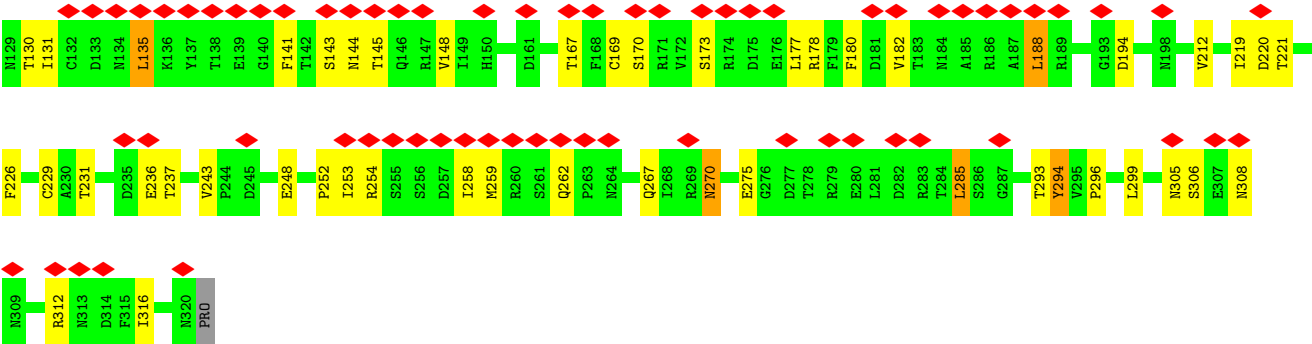 N129 T130 I131 C132 D133 N134 L135 K136 Y137 T138 E139 G140 F141 T142 S143 N144 T145 Q146 R147 V148 I149 H150 D161 T167 F168 C169 S170 R171 V172 S173 R174 D175 E176 L177 R178 F179 F180 D181 V182 T183 N184 A185 R186 A187 L188 R189 G193 D194 N198 V212 I219 D220 T221
F226 C229 A230 T231 D235 E236 T237 V243 P244 D245 E248 P252 I253 R254 S255 S256 D257 I258 M259 R260 S261 Q262 P263 N264 Q267 I268 R269 N270 E275 G276 D277 T278 R279 E280 L281 D282 R283 T284 L285 S286 G287 T293 Y294 V295 P296 L299 N305 S306 E307 N308
N309 R312 N313 D314 F315 I316 N320 PRO